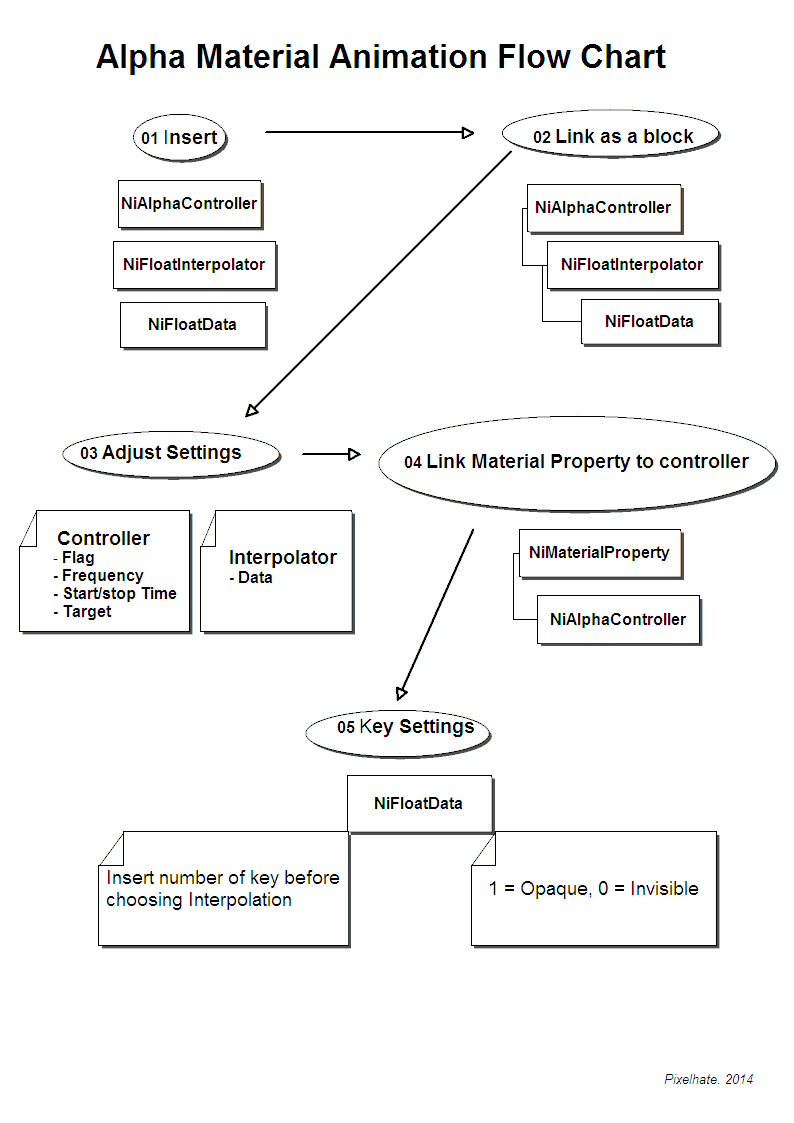 Alpha Material Animation Flow Chart
01 Insert
02 Link as a block
NiAlphaController
NiFloatInterpolator
NiFloatData
NiAlphaController
NiFloatInterpolator
NiFloatData
03 Adjust Settings
04 Link Material Property to controller
Controller
- Flag
- Frequency
- Start/stop Time
- Target
Interpolator
- Data
NiMaterialProperty
NiAlphaController
05 Key Settings
NiFloatData
Insert number of key before
choosing Interpolation
1 = Opaque, 0 = Invisible
Pixelhate. 2014